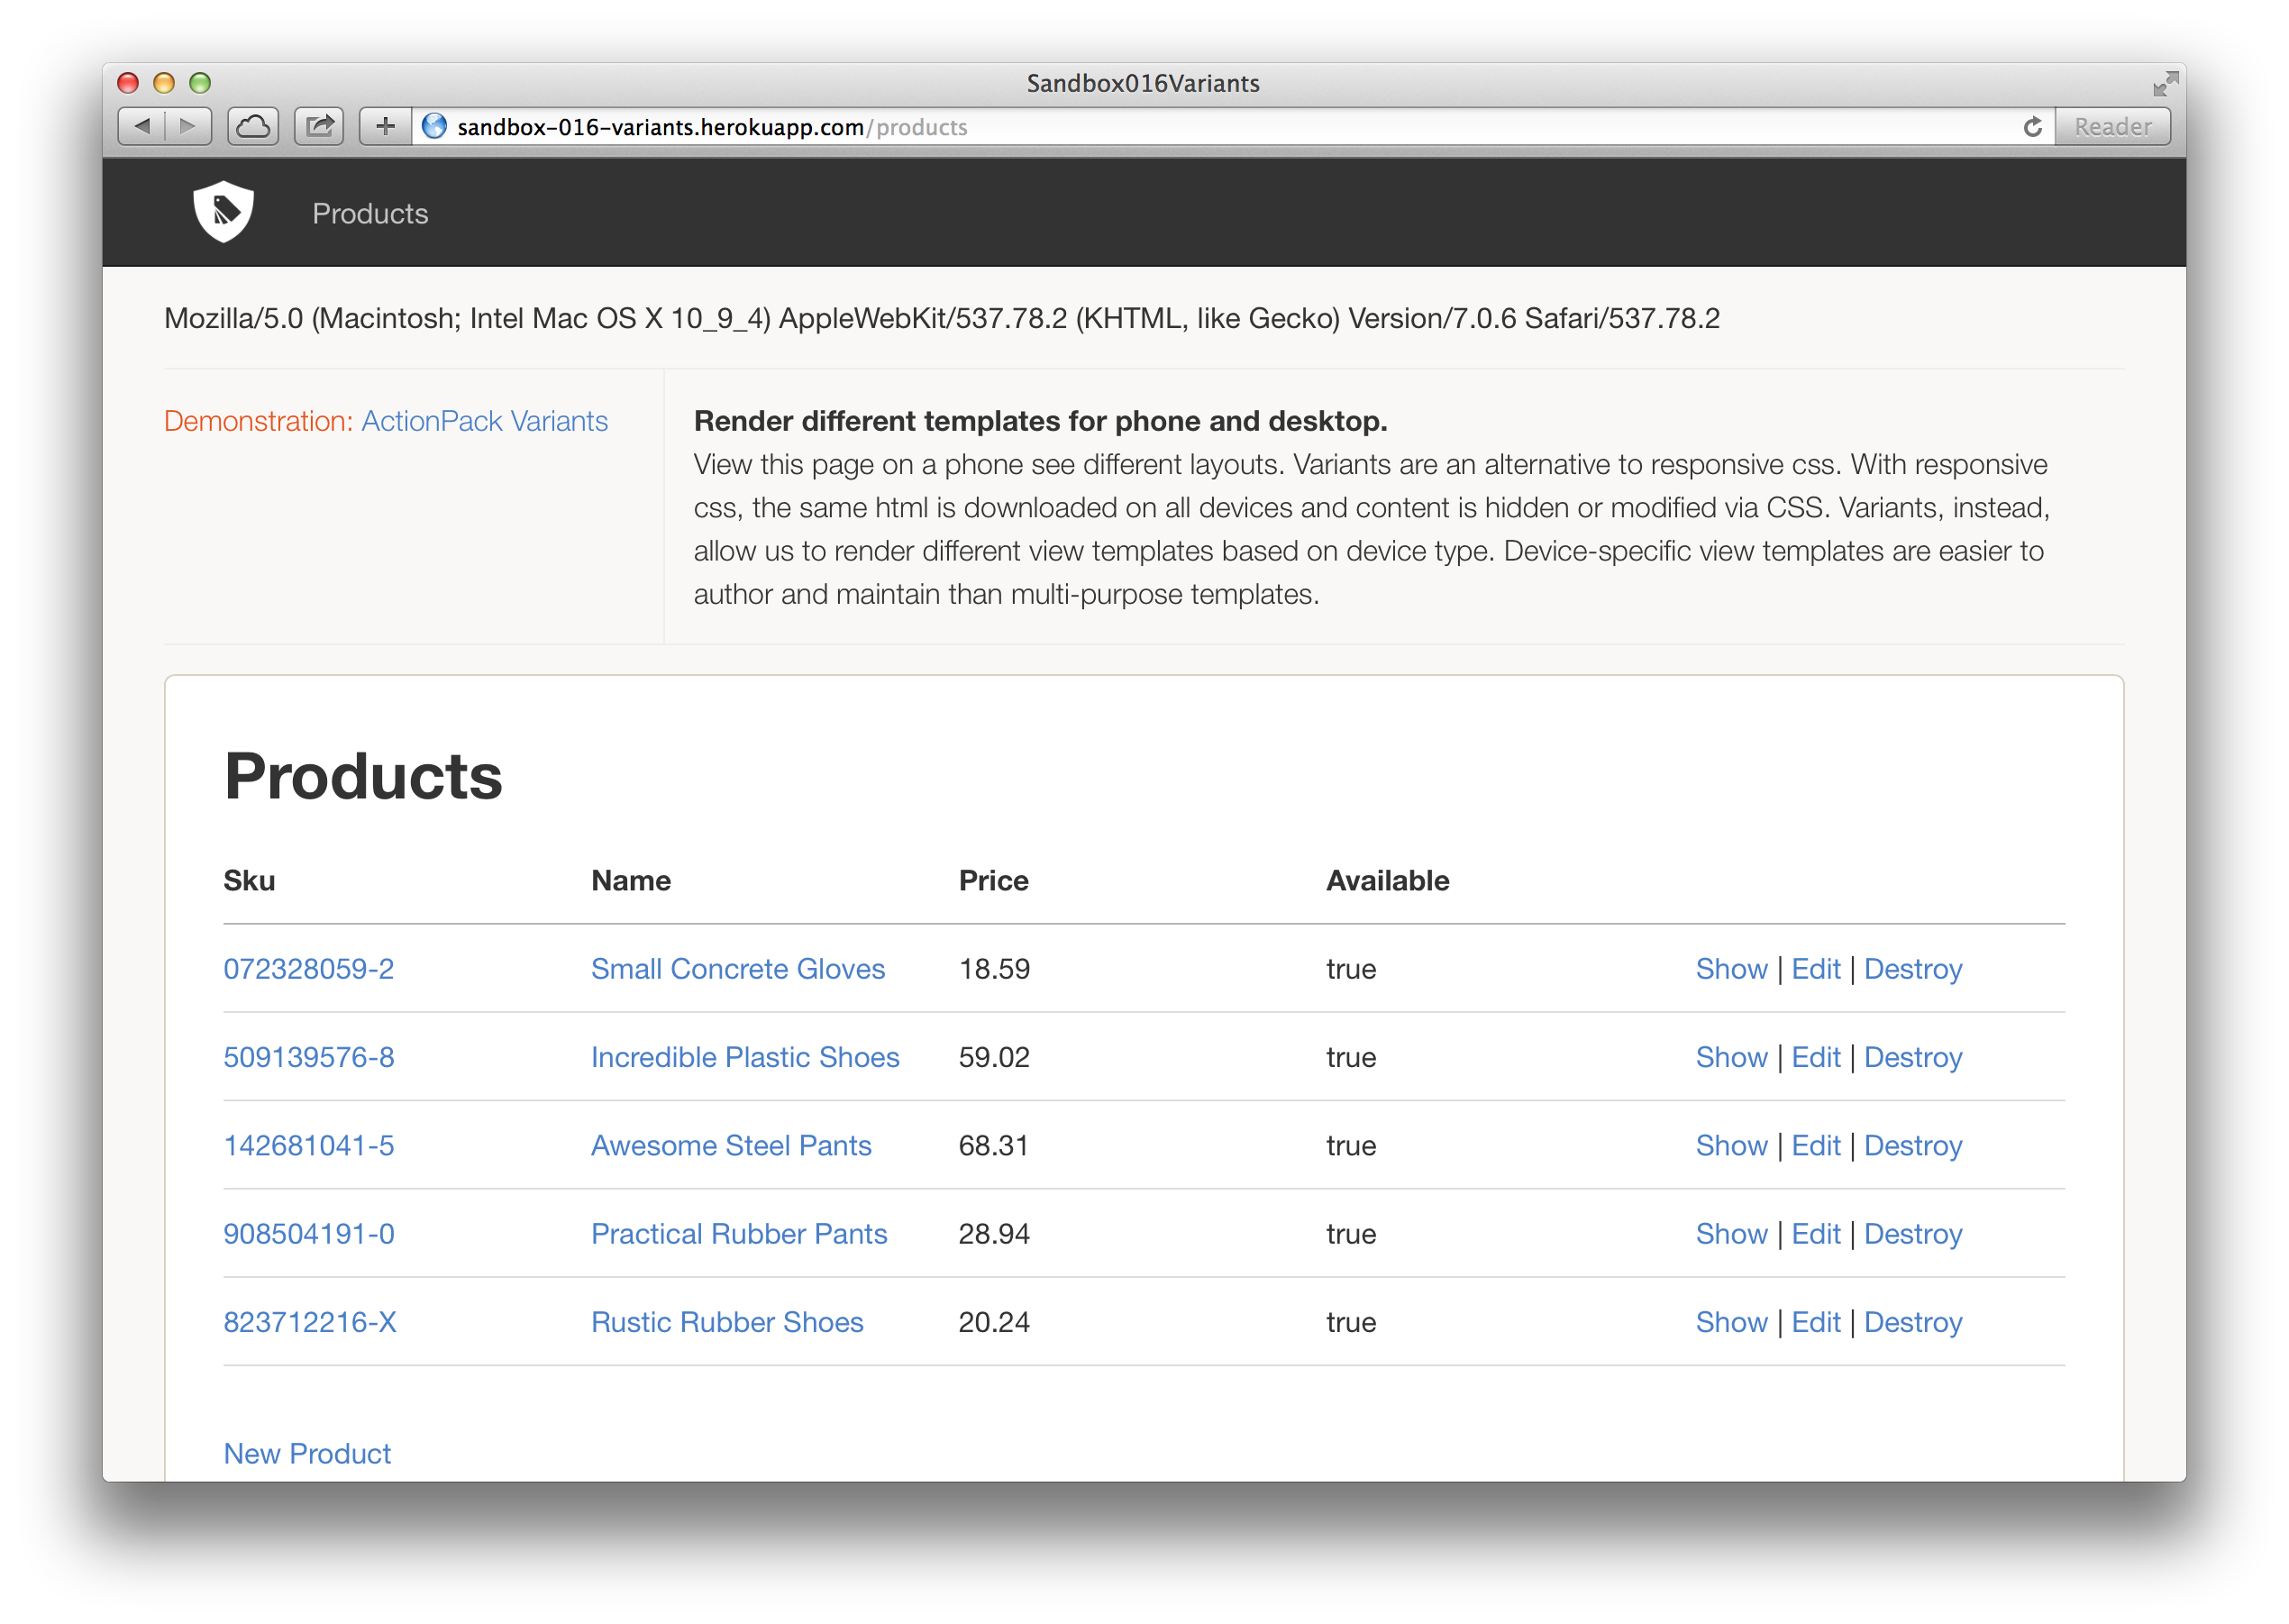 Sandbox016Variants
sandbox-016-variants.herokuapp.com/products
Reader
Products
Mozilla/5.0 (Macintosh; Intel Mac OS X 10_9_4) AppleWebKit/537.78.2 (KHTML, like Gecko) Version/7.0.6 Safari/537.78.2
Demonstration: ActionPack Variants
Render different templates for phone and desktop.
View this page on a phone see different layouts. Variants are an alternative to responsive css. With responsive
css, the same html is downloaded on all devices and content is hidden or modified via CSS. Variants, instead,
allow us to render different view templates based on device type. Device-specific view templates are easier to
author and maintain than multi-purpose templates.
Products
Sku Name Price Available
072328059-2 Small Concrete Gloves 18.59 true Show | Edit | Destroy
509139576-8 Incredible Plastic Shoes 59.02 true Show | Edit | Destroy
142681041-5 Awesome Steel Pants 68.31 true Show | Edit | Destroy
908504191-0 Practical Rubber Pants 28.94 true Show | Edit | Destroy
823712216-X Rustic Rubber Shoes 20.24 true Show | Edit | Destroy
New Product